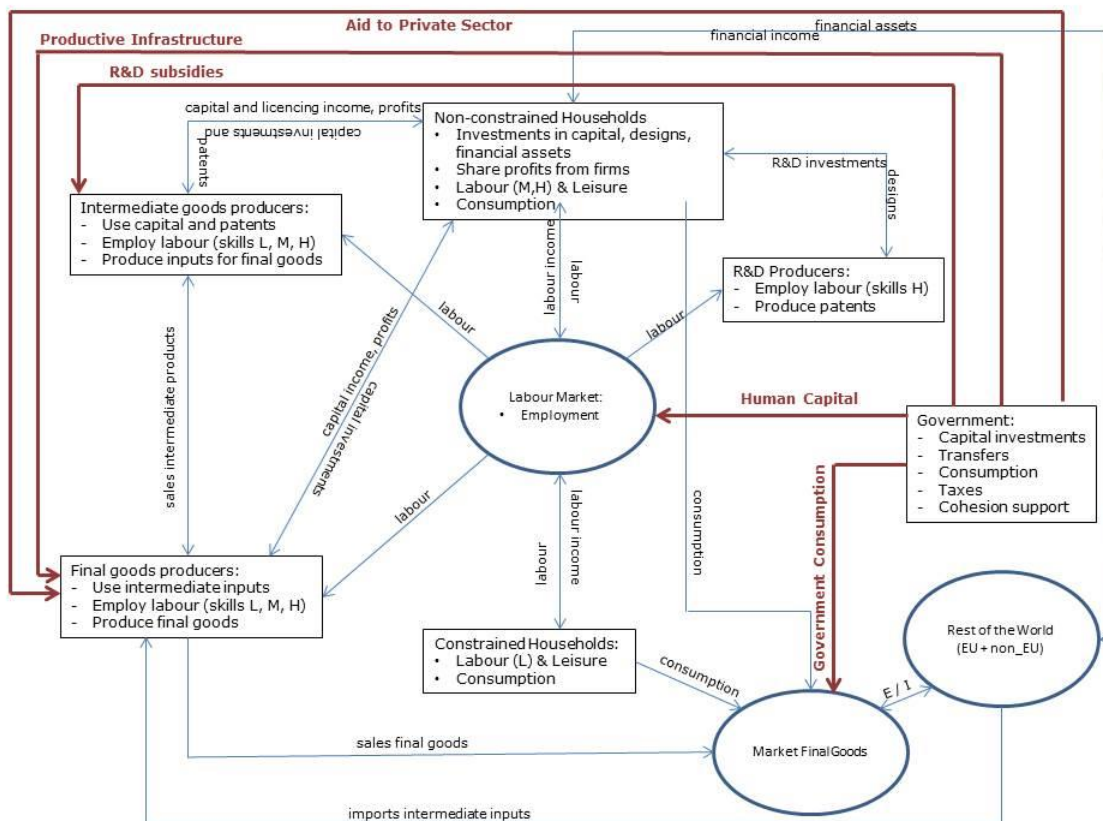 Aid to Private Sector
financial assets
Productive Infrastructure
financial income
R&D subsidies
capital and licencing income, profits
capital investments and
patents
Non-constrained Households
• Investments in capital, designs,
financial assets
• Share profits from firms
• Labour (M,H) & Leisure
• Consumption
R&D investments
designs
Intermediate goods producers:
- Use capital and patents
- Employ labour (skills L, M, H)
- Produce inputs for final goods
labour income
labour
R&D Producers:
- Employ labour (skills H)
- Produce patents
labour
labour
sales intermediate products
capital income, profits
capital investments
Labour Market:
• Employment
Human Capital
Government:
- Capital investments
- Transfers
- Consumption
- Taxes
- Cohesion support
labour
labour
labour income
consumption
Government Consumption
Final goods producers:
- Use intermediate inputs
- Employ labour (skills L, M, H)
- Produce final goods
Constrained Households:
• Labour (L) & Leisure
• Consumption
consumption
Rest of the World
(EU + non_EU)
E / I
sales final goods
Market Final Goods
imports intermediate inputs